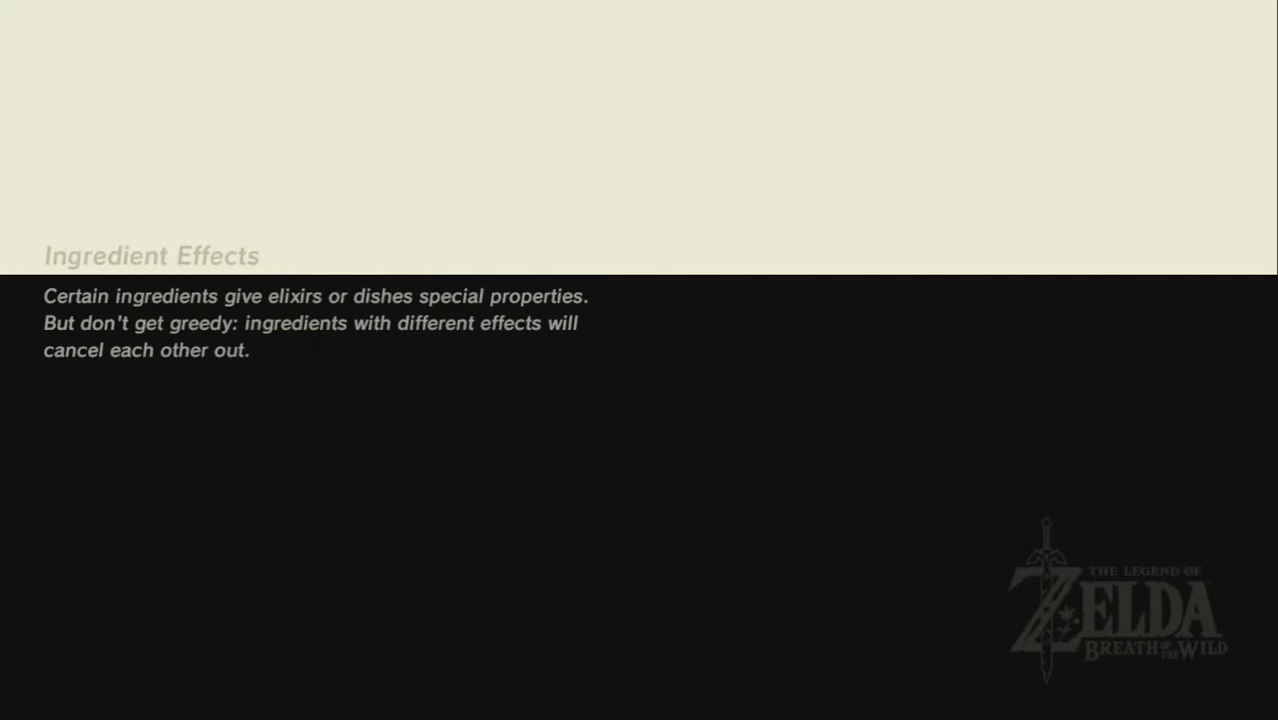 Ingredient Effects
Certain ingredients give elixirs or dishes special properties.
But don't get greedy: ingredients with different effects will
cancel each other out.
THE LEGEND OF
ZELDA
BREATH OF THE WILD